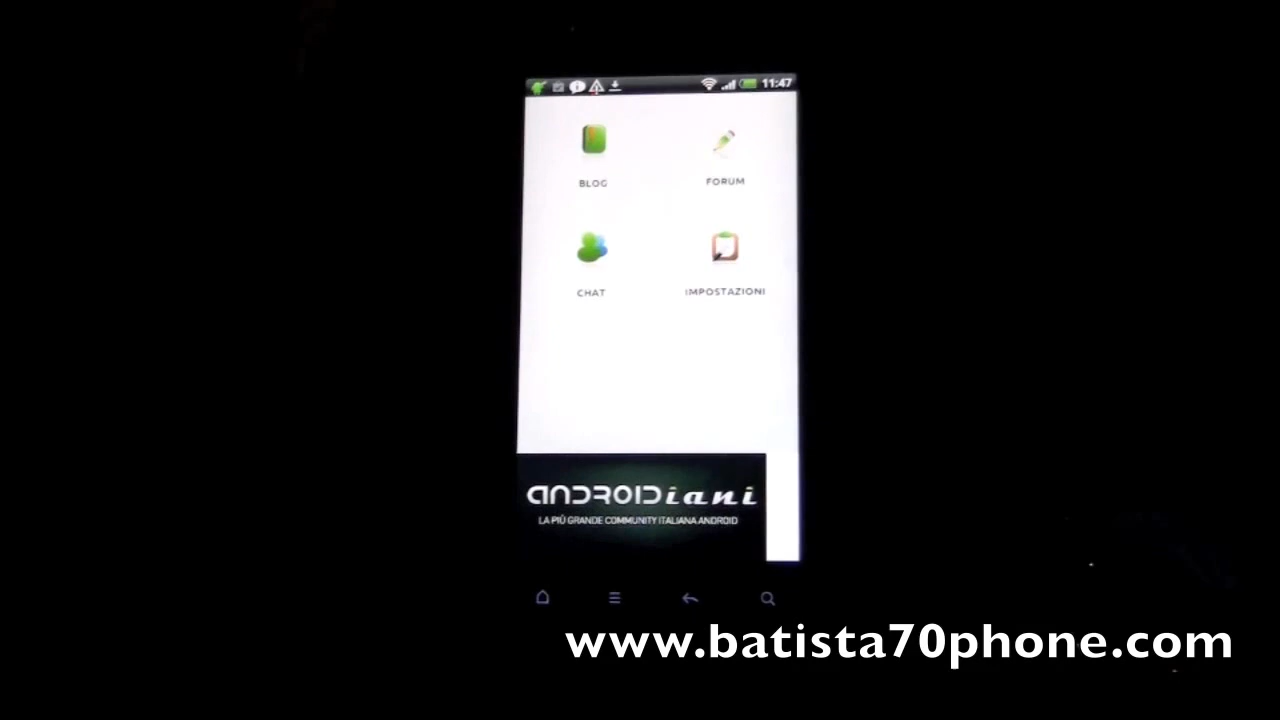 11:47
BLOG FORUM
CHAT IMPOSTAZIONI
ANDROIDiani
LA PIÙ GRANDE COMMUNITY ITALIANA ANDROID
www.batista70phone.com